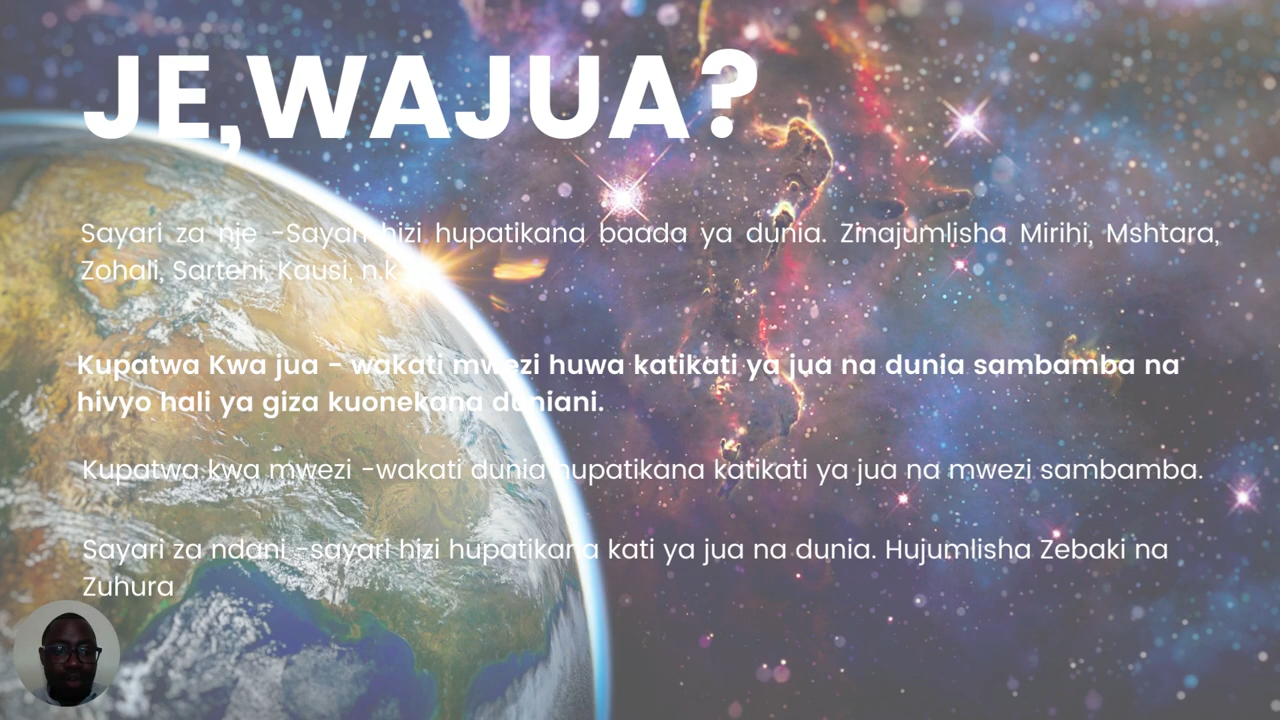 JE,WAJUA?
Sayari za nje -Sayari hizi hupatikana baada ya dunia. Zinajumlisha Mirihi, Mshtara,
Zohali, Sarteni, Kausi, n.k
Kupatwa Kwa jua – wakati mwezi huwa katikati ya jua na dunia sambamba na
hivyo hali ya giza kuonekana duniani.
Kupatwa kwa mwezi -wakati dunia hupatikana katikati ya jua na mwezi sambamba.
Sayari za ndani -sayari hizi hupatikana kati ya jua na dunia. Hujumlisha Zebaki na
Zuhura